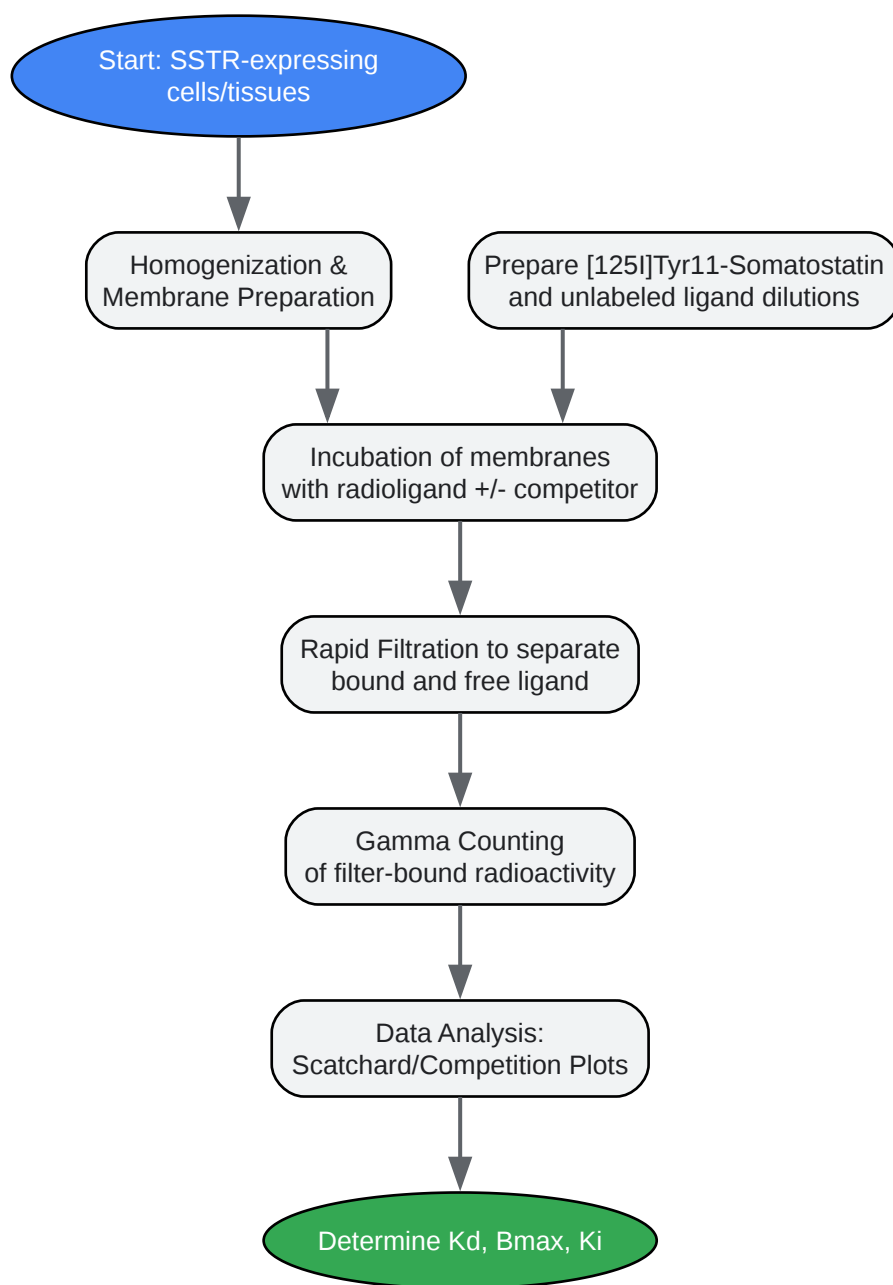 Start: SSTR-expressing
cells/tissues
Homogenization &
Membrane Preparation
Prepare [125I]Tyr11-Somatostatin
and unlabeled ligand dilutions
Incubation of membranes
with radioligand +/- competitor
Rapid Filtration to separate
bound and free ligand
Gamma Counting
of filter-bound radioactivity
Data Analysis:
Scatchard/Competition Plots
Determine Kd, Bmax, Ki